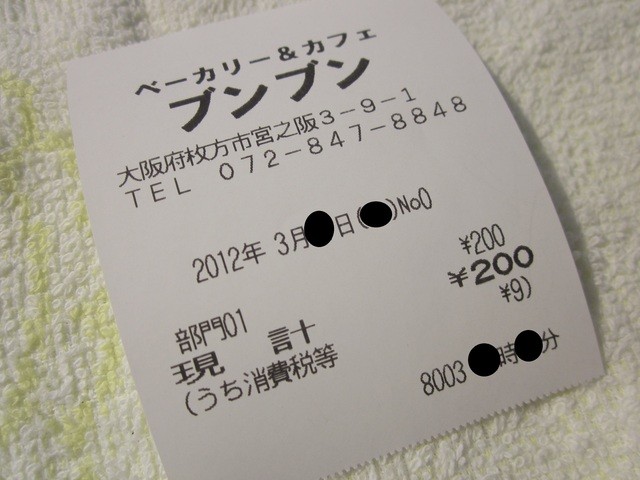 ベーカリー&カフェ
ブンブン
大阪府枚方市宮之阪3-9-1
TEL 072-847-8848
2012年 3月 日( )No0
部門01 ¥200
現 計 ¥200
(うち消費税等 ¥9)
8003 時 分